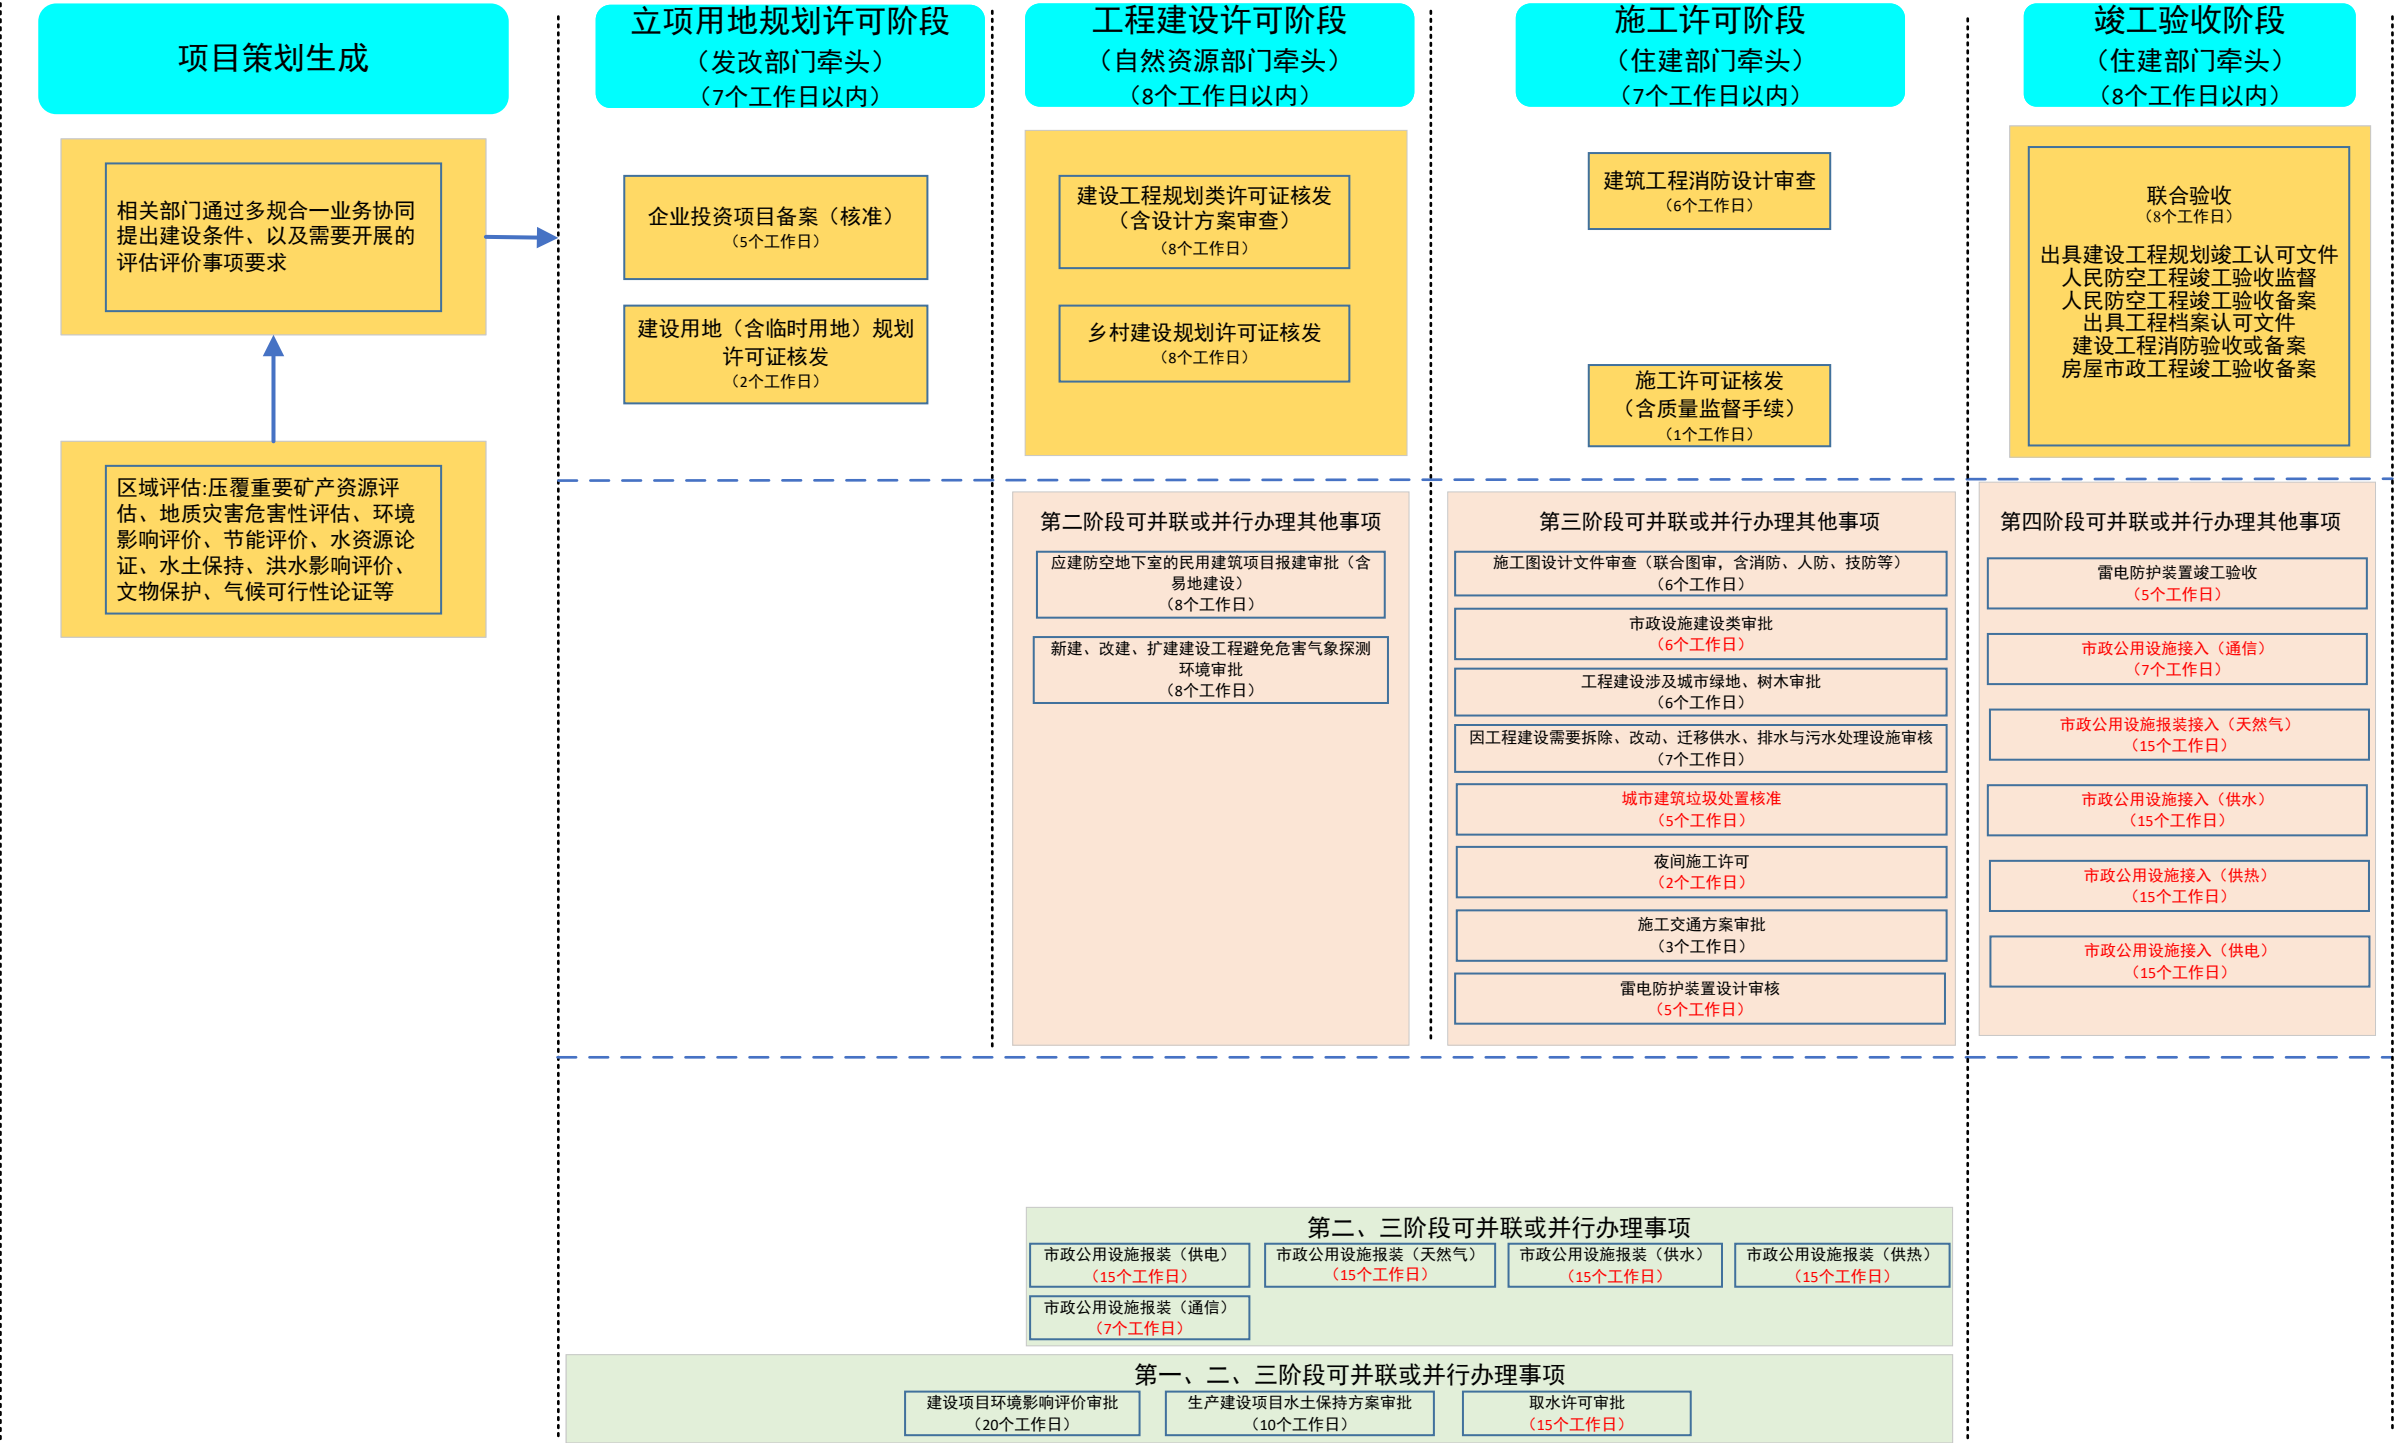 项目策划生成
立项用地规划许可阶段
（发改部门牵头）
（7个工作日以内）
工程建设许可阶段
（自然资源部门牵头）
（8个工作日以内）
施工许可阶段
（住建部门牵头）
（7个工作日以内）
竣工验收阶段
（住建部门牵头）
（8个工作日以内）
相关部门通过多规合一业务协同
提出建设条件、以及需要开展的
评估评价事项要求
区域评估:压覆重要矿产资源评
估、地质灾害危害性评估、环境
影响评价、节能评价、水资源论
证、水土保持、洪水影响评价、
文物保护、气候可行性论证等
企业投资项目备案（核准）
（5个工作日）
建设用地（含临时用地）规划
许可证核发
（2个工作日）
建设工程规划类许可证核发
（含设计方案审查）
（8个工作日）
乡村建设规划许可证核发
（8个工作日）
建筑工程消防设计审查
（6个工作日）
施工许可证核发
（含质量监督手续）
（1个工作日）
联合验收
（8个工作日）
出具建设工程规划竣工认可文件
人民防空工程竣工验收监督
人民防空工程竣工验收备案
出具工程档案认可文件
建设工程消防验收或备案
房屋市政工程竣工验收备案
第二阶段可并联或并行办理其他事项
应建防空地下室的民用建筑项目报建审批（含
易地建设）
（8个工作日）
新建、改建、扩建建设工程避免危害气象探测
环境审批
（8个工作日）
第三阶段可并联或并行办理其他事项
施工图设计文件审查（联合图审，含消防、人防、技防等）
（6个工作日）
市政设施建设类审批
（6个工作日）
工程建设涉及城市绿地、树木审批
（6个工作日）
因工程建设需要拆除、改动、迁移供水、排水与污水处理设施审核
（7个工作日）
城市建筑垃圾处置核准
（5个工作日）
夜间施工许可
（2个工作日）
施工交通方案审批
（3个工作日）
雷电防护装置设计审核
（5个工作日）
第四阶段可并联或并行办理其他事项
雷电防护装置竣工验收
（5个工作日）
市政公用设施接入（通信）
（7个工作日）
市政公用设施报装接入（天然气）
（15个工作日）
市政公用设施接入（供水）
（15个工作日）
市政公用设施接入（供热）
（15个工作日）
市政公用设施接入（供电）
（15个工作日）
第二、三阶段可并联或并行办理事项
市政公用设施报装（供电）
（15个工作日）
市政公用设施报装（天然气）
（15个工作日）
市政公用设施报装（供水）
（15个工作日）
市政公用设施报装（供热）
（15个工作日）
市政公用设施报装（通信）
（7个工作日）
第一、二、三阶段可并联或并行办理事项
建设项目环境影响评价审批
（20个工作日）
生产建设项目水土保持方案审批
（10个工作日）
取水许可审批
（15个工作日）